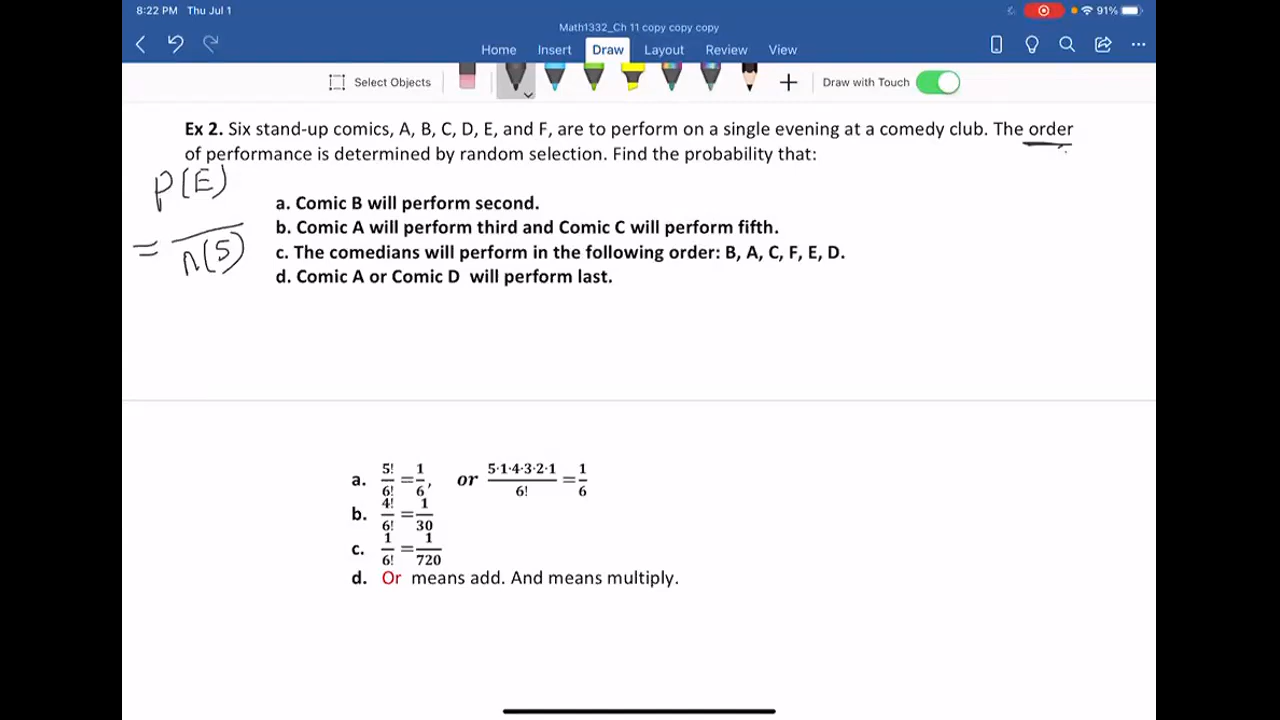 8:22 PM Thu Jul 1
91%
Math1332_Ch 11 copy copy copy
Home Insert Draw Layout Review View
Select Objects
Draw with Touch
Ex 2. Six stand-up comics, A, B, C, D, E, and F, are to perform on a single evening at a comedy club. The order
of performance is determined by random selection. Find the probability that:
P(E)
= ― n(S)
a. Comic B will perform second.
b. Comic A will perform third and Comic C will perform fifth.
c. The comedians will perform in the following order: B, A, C, F, E, D.
d. Comic A or Comic D will perform last.
a. 5!/6! = 1/6, or 5·1·4·3·2·1/6! = 1/6
b. 4!/6! = 1/30
c. 1/6! = 1/720
d. Or means add. And means multiply.